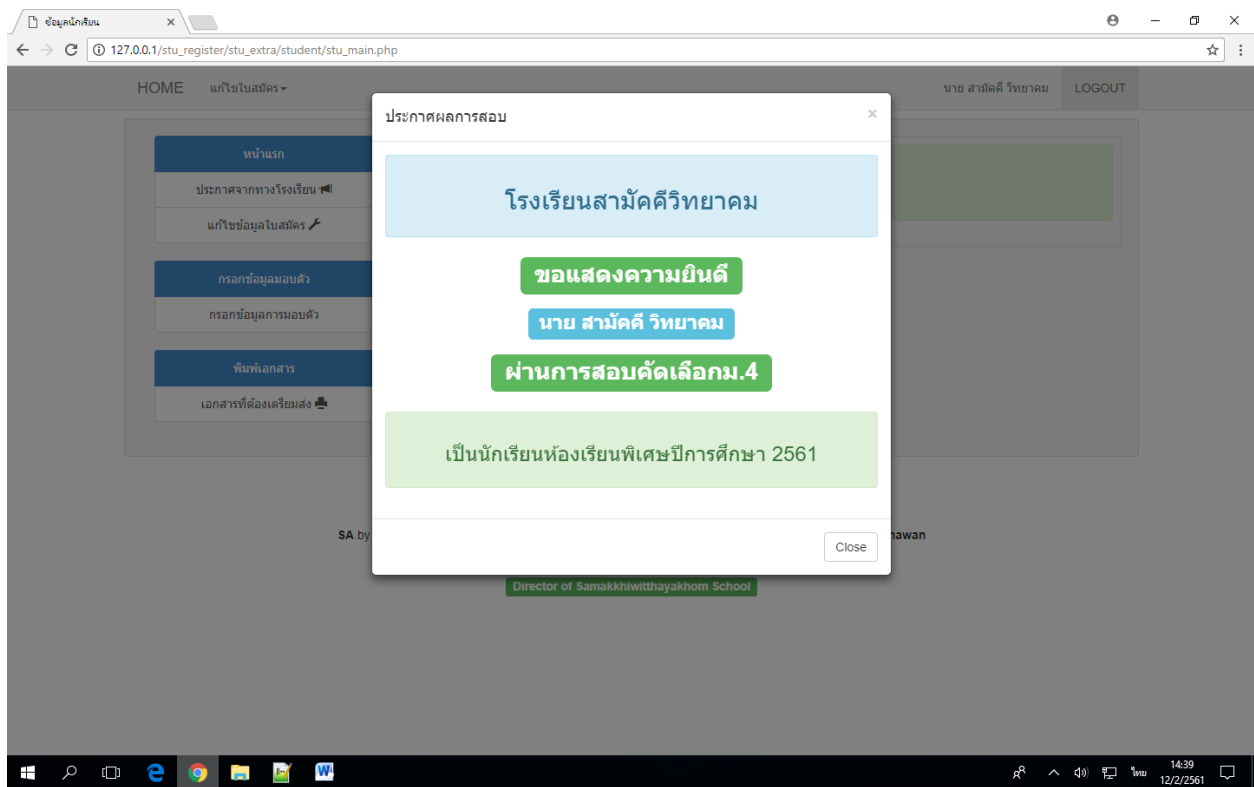 ข้อมูลนักเรียน
127.0.0.1/stu_register/stu_extra/student/stu_main.php
HOME แก้ไขใบสมัคร นาย สามัคคี วิทยาคม LOGOUT
หน้าแรก
ประกาศจากทางโรงเรียน
แก้ไขข้อมูลใบสมัคร
กรอกข้อมูลมอบตัว
กรอกข้อมูลการมอบตัว
พิมพ์เอกสาร
เอกสารที่ต้องเตรียมส่ง
ประกาศผลการสอบ ×
โรงเรียนสามัคคีวิทยาคม
ขอแสดงความยินดี
นาย สามัคคี วิทยาคม
ผ่านการสอบคัดเลือกม.4
เป็นนักเรียนห้องเรียนพิเศษปีการศึกษา 2561
Close
SA.by
Director of Samakkhiwitthayakhom School
ไทย
14:39
12/2/2561